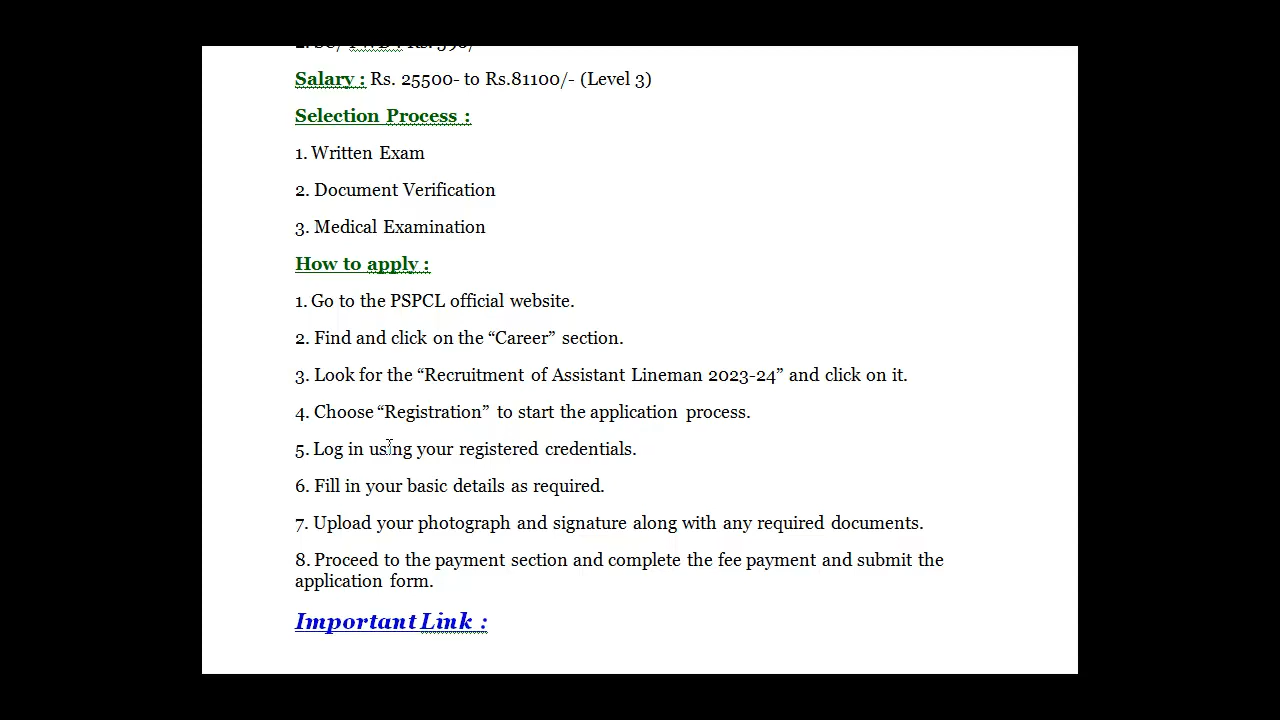 Salary : Rs. 25500- to Rs.81100/- (Level 3)
Selection Process :
1. Written Exam
2. Document Verification
3. Medical Examination
How to apply :
1. Go to the PSPCL official website.
2. Find and click on the “Career” section.
3. Look for the “Recruitment of Assistant Lineman 2023-24” and click on it.
4. Choose “Registration” to start the application process.
5. Log in using your registered credentials.
6. Fill in your basic details as required.
7. Upload your photograph and signature along with any required documents.
8. Proceed to the payment section and complete the fee payment and submit the
application form.
Important Link :